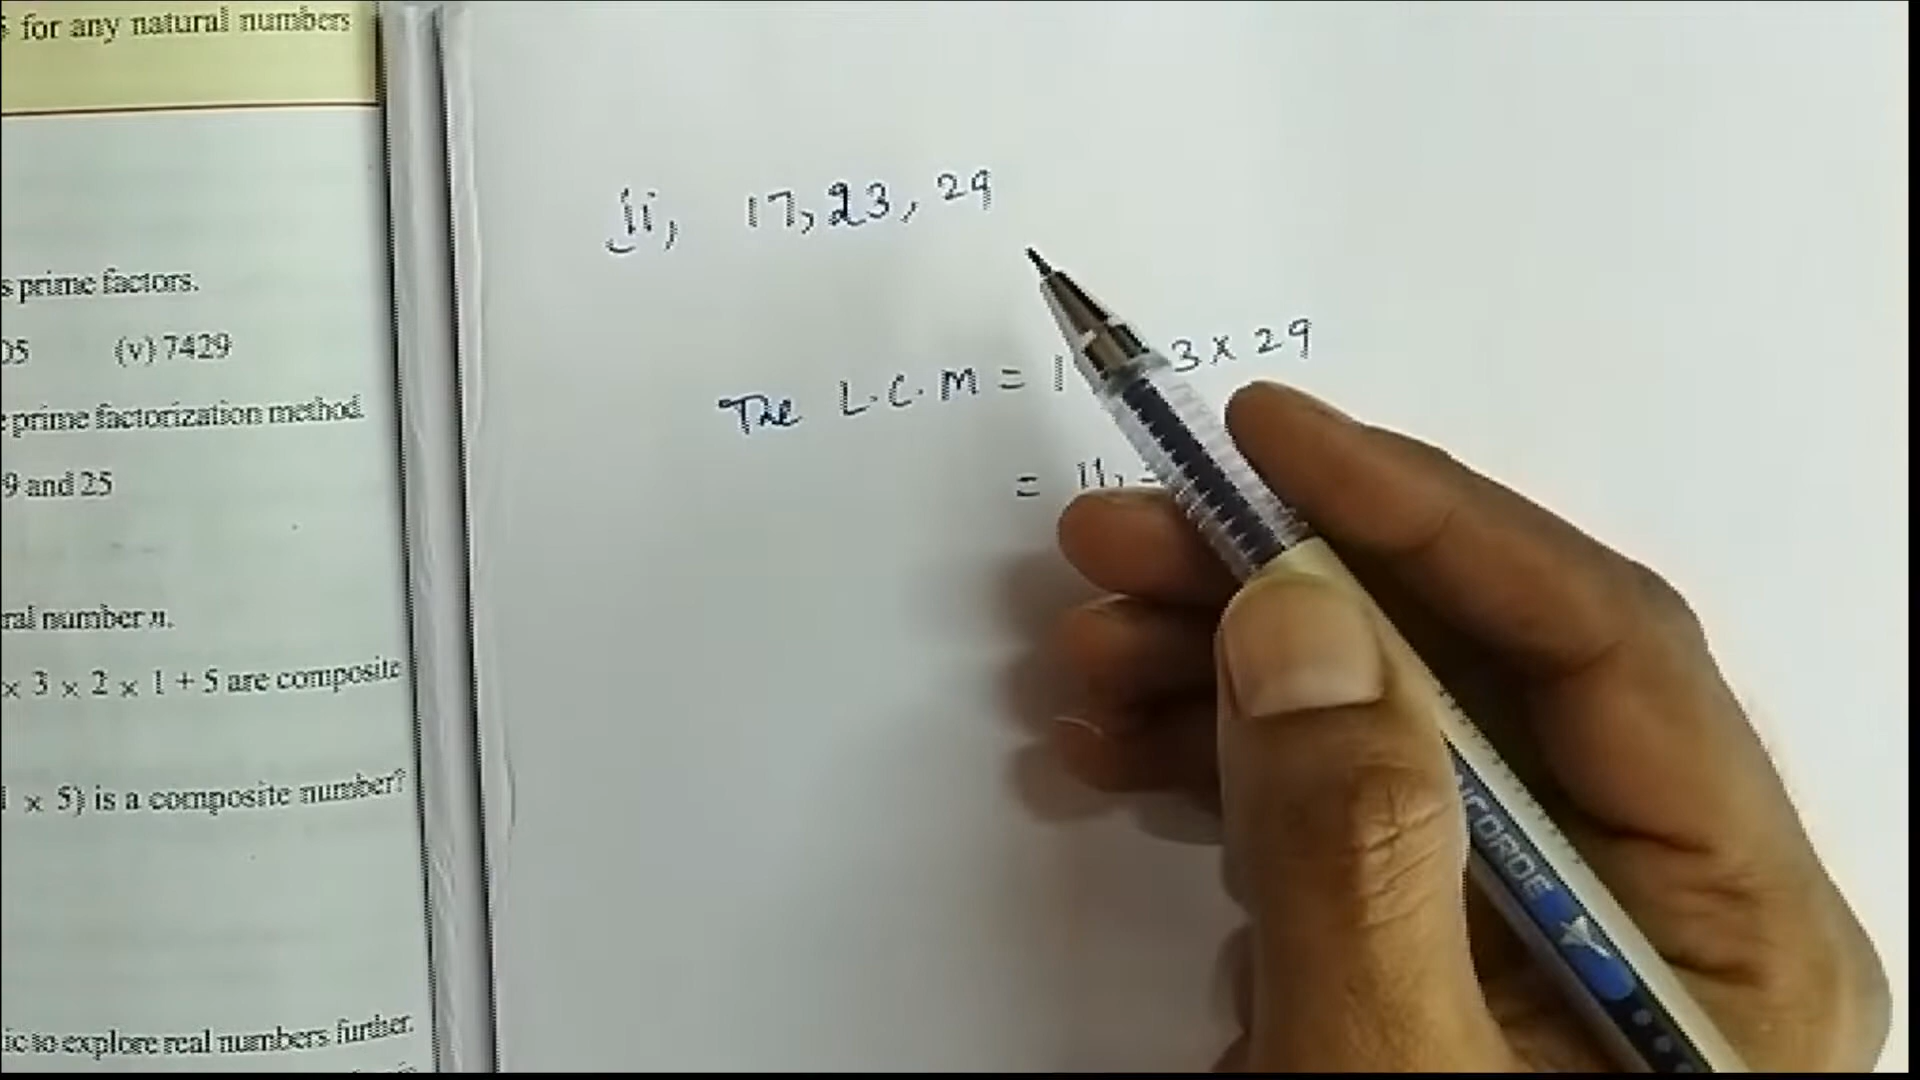 for any natural numbers
s prime factors.
05 (v) 7429
prime factorization method.
9 and 25
ral number n.
× 3 × 2 × 1 + 5 are composite
× 5) is a composite number?
ic to explore real numbers further.
ii, 17, 23, 29
The L.C.M = 1 3 × 29
= 11,